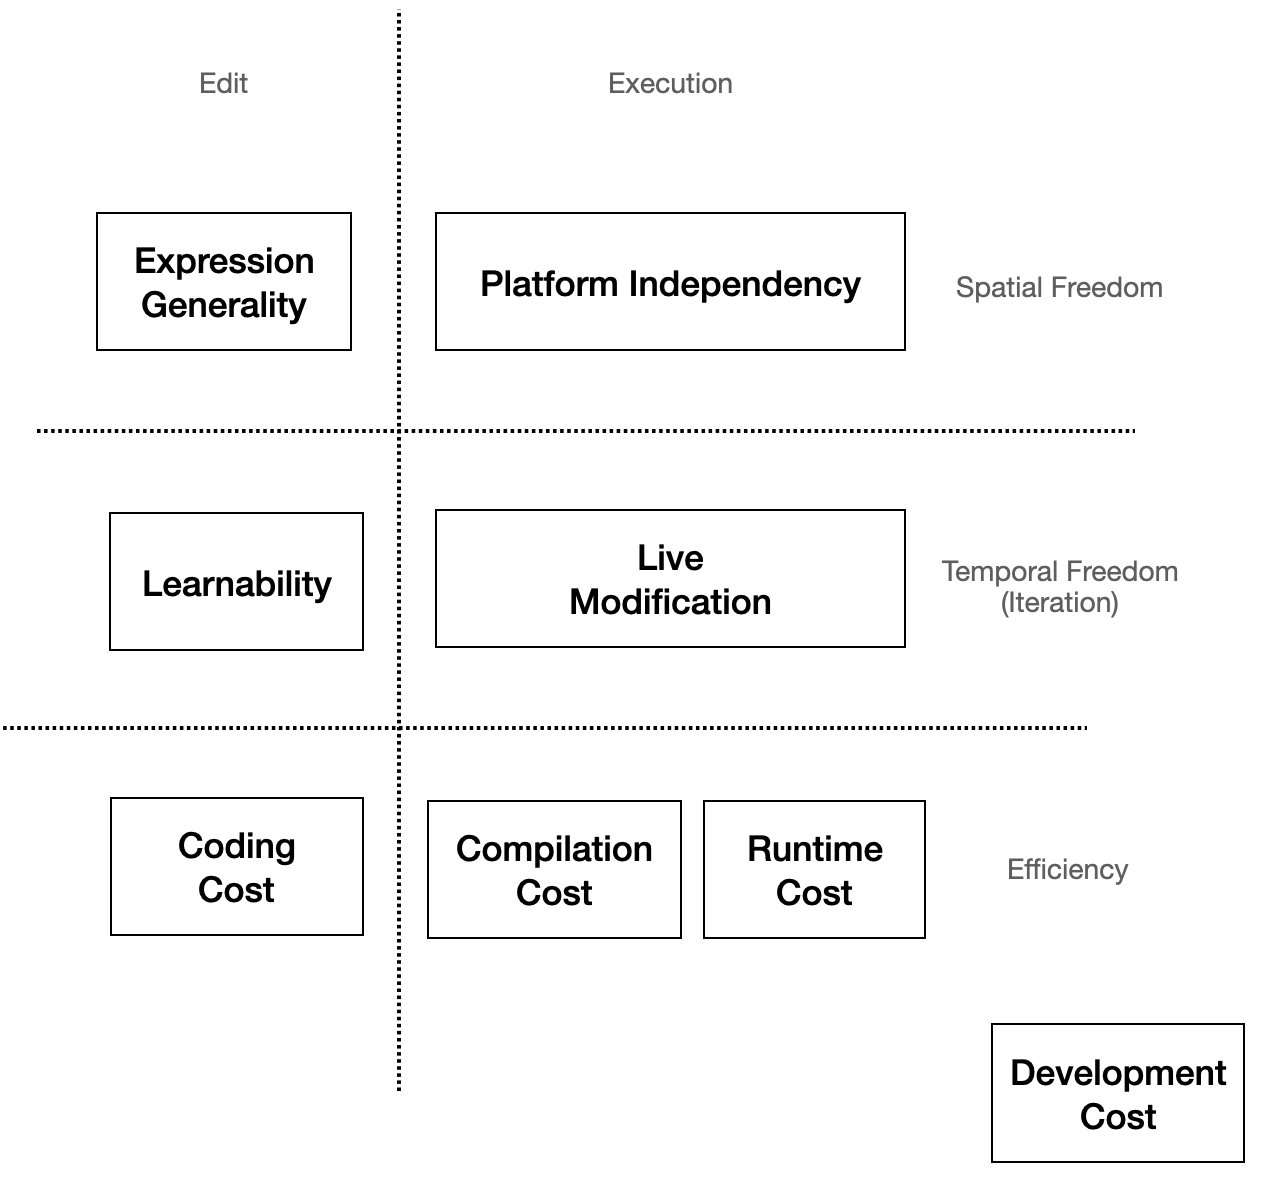 Edit
Execution
Expression
Generality
Platform Independency
Spatial Freedom
Learnability
Live
Modification
Temporal Freedom
(Iteration)
Coding
Cost
Compilation
Cost
Runtime
Cost
Efficiency
Development
Cost